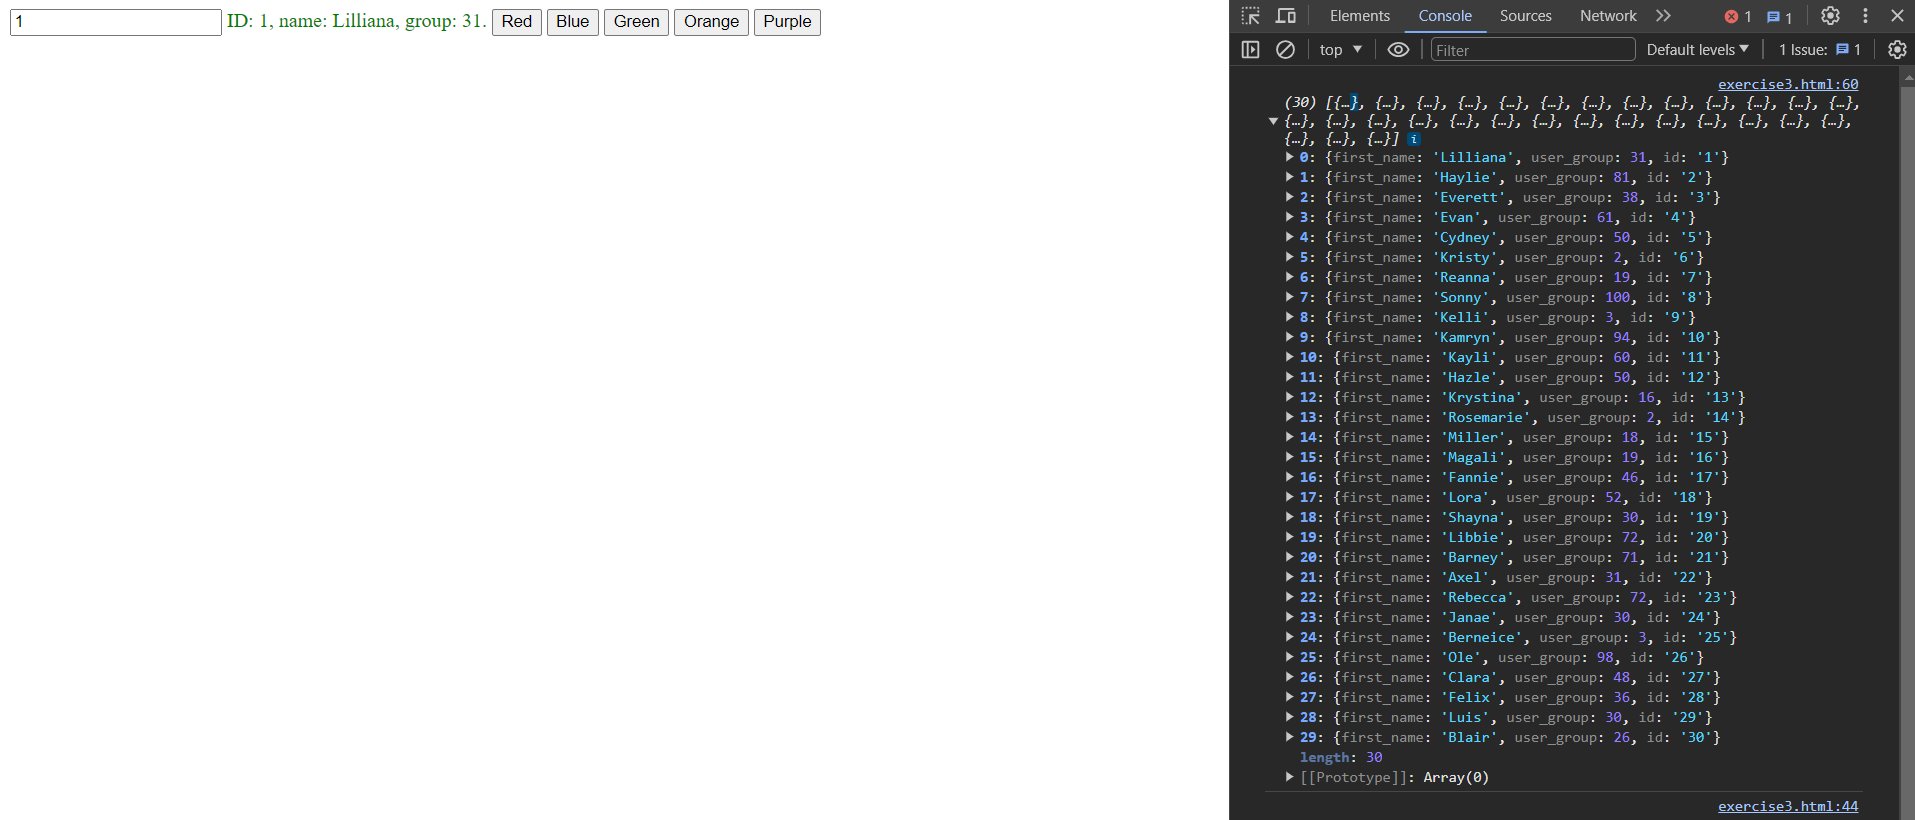 1 ID: 1, name: Lilliana, group: 31. Red Blue Green Orange Purple
Elements Console Sources Network 1 1
top Filter Default levels 1 Issue: 1
exercise3.html:60
(30) [{…}, {…}, {…}, {…}, {…}, {…}, {…}, {…}, {…}, {…}, {…}, {…}, {…},
{…}, {…}, {…}, {…}, {…}, {…}, {…}, {…}, {…}, {…}, {…}, {…}, {…}, {…},
{…}, {…}, {…}] i
0: {first_name: 'Lilliana', user_group: 31, id: '1'}
1: {first_name: 'Haylie', user_group: 81, id: '2'}
2: {first_name: 'Everett', user_group: 38, id: '3'}
3: {first_name: 'Evan', user_group: 61, id: '4'}
4: {first_name: 'Cydney', user_group: 50, id: '5'}
5: {first_name: 'Kristy', user_group: 2, id: '6'}
6: {first_name: 'Reanna', user_group: 19, id: '7'}
7: {first_name: 'Sonny', user_group: 100, id: '8'}
8: {first_name: 'Kelli', user_group: 3, id: '9'}
9: {first_name: 'Kamryn', user_group: 94, id: '10'}
10: {first_name: 'Kayli', user_group: 60, id: '11'}
11: {first_name: 'Hazle', user_group: 50, id: '12'}
12: {first_name: 'Krystina', user_group: 16, id: '13'}
13: {first_name: 'Rosemarie', user_group: 2, id: '14'}
14: {first_name: 'Miller', user_group: 18, id: '15'}
15: {first_name: 'Magali', user_group: 19, id: '16'}
16: {first_name: 'Fannie', user_group: 46, id: '17'}
17: {first_name: 'Lora', user_group: 52, id: '18'}
18: {first_name: 'Shayna', user_group: 30, id: '19'}
19: {first_name: 'Libbie', user_group: 72, id: '20'}
20: {first_name: 'Barney', user_group: 71, id: '21'}
21: {first_name: 'Axel', user_group: 31, id: '22'}
22: {first_name: 'Rebecca', user_group: 72, id: '23'}
23: {first_name: 'Janae', user_group: 30, id: '24'}
24: {first_name: 'Berneice', user_group: 3, id: '25'}
25: {first_name: 'Ole', user_group: 98, id: '26'}
26: {first_name: 'Clara', user_group: 48, id: '27'}
27: {first_name: 'Felix', user_group: 36, id: '28'}
28: {first_name: 'Luis', user_group: 30, id: '29'}
29: {first_name: 'Blair', user_group: 26, id: '30'}
length: 30
[[Prototype]]: Array(0)
exercise3.html:44